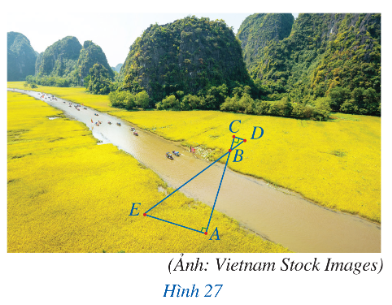 C
D
B
E
A
(Ảnh: Vietnam Stock Images)
Hình 27